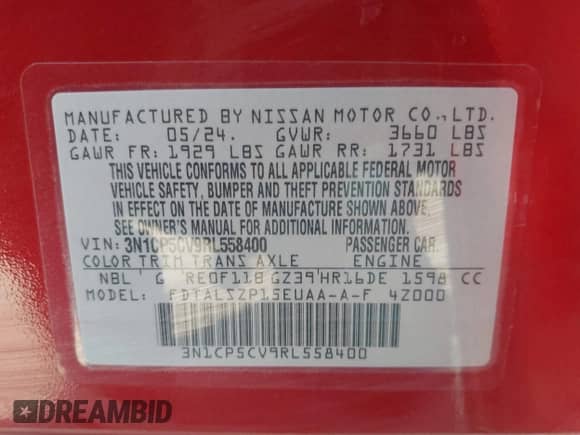 MANUFACTURED BY NISSAN MOTOR CO.,LTD.
DATE: 05/24. GVWR: 3660 LBS
GAWR FR: 1929 LBS GAWR RR: 1731 LBS
THIS VEHICLE CONFORMS TO ALL APPLICABLE FEDERAL MOTOR
VEHICLE SAFETY, BUMPER AND THEFT PREVENTION STANDARDS
IN EFFECT ON THE DATE OF MANUFACTURE SHOWN ABOVE,
SEE OWNER'S MANUAL FOR ADDITIONAL INFORMATION.
VIN: 3N1CP5CV9RL558400 PASSENGER CAR
COLOR TRIM TRANS AXLE ENGINE
NBL G RE0F11B GZ39 HR16DE 1598 CC
FDTALSZP15EUAA-A-F 4Z000
3N1CP5CV9RL558400
DREAMBID